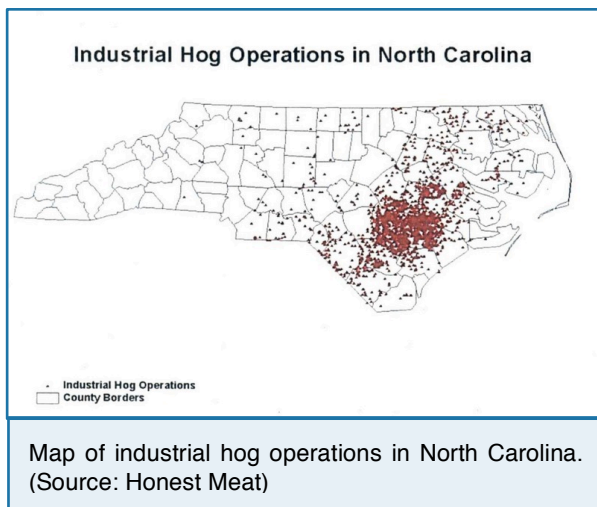 Industrial Hog Operations in North Carolina
Industrial Hog Operations
County Borders
Map of industrial hog operations in North Carolina.
(Source: Honest Meat)